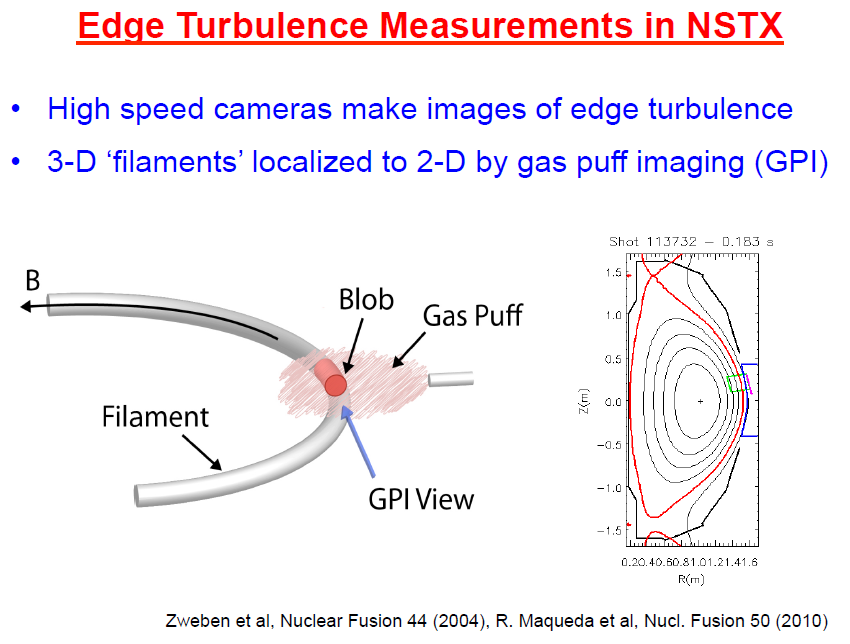 Edge Turbulence Measurements in NSTX
• High speed cameras make images of edge turbulence
• 3-D ‘filaments’ localized to 2-D by gas puff imaging (GPI)
B
Blob
Gas Puff
Filament
GPI View
Shot 113732 – 0.183 s
1.5
1.0
0.5
0.0
−0.5
−1.0
−1.5
Z(m)
0.20.40.60.81.01.21.41.6
R(m)
Zweben et al, Nuclear Fusion 44 (2004), R. Maqueda et al, Nucl. Fusion 50 (2010)